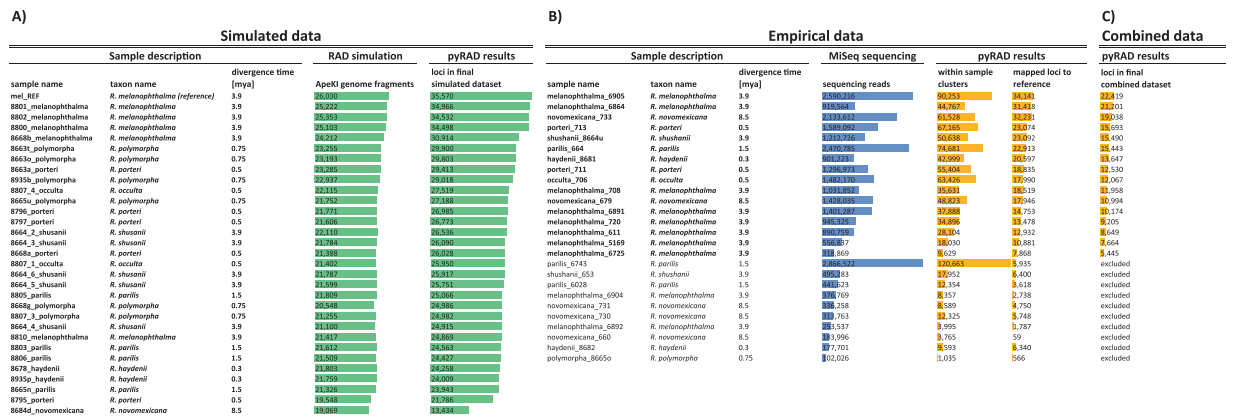 A)
Simulated data
Sample description RAD simulation pyRAD results
sample name taxon name divergence time [mya] ApeKI genome fragments loci in final simulated dataset
mel_REF R. melanophthalma (reference) 3.9 26,030 35,570
8801_melanophthalma R. melanophthalma 3.9 25,222 34,966
8802_melanophthalma R. melanophthalma 3.9 25,353 34,532
8800_melanophthalma R. melanophthalma 3.9 25,103 34,498
8668b_melanophthalma R. melanophthalma 3.9 24,212 30,914
8663t_polymorpha R. polymorpha 0.75 23,255 29,900
8663o_polymorpha R. polymorpha 0.75 23,193 29,803
8663a_porteri R. porteri 0.5 23,285 29,413
8935b_polymorpha R. polymorpha 0.75 22,937 29,018
8807_4_occulta R. occulta 0.5 22,115 27,519
8665u_polymorpha R. polymorpha 0.75 21,752 27,188
8796_porteri R. porteri 0.5 21,771 26,985
8797_porteri R. porteri 0.5 21,606 26,773
8664_2_shusanii R. shusanii 3.9 22,110 26,536
8664_3_shusanii R. shusanii 3.9 21,784 26,090
8668a_porteri R. porteri 0.5 21,388 26,028
8807_1_occulta R. occulta 0.5 21,402 25,950
8664_6_shusanii R. shusanii 3.9 21,787 25,917
8664_5_shusanii R. shusanii 3.9 21,599 25,751
8805_parilis R. parilis 1.5 21,809 25,066
8668g_polymorpha R. polymorpha 0.75 20,548 24,986
8807_3_polymorpha R. polymorpha 0.75 21,255 24,982
8664_4_shusanii R. shusanii 3.9 21,100 24,915
8810_melanophthalma R. melanophthalma 3.9 21,417 24,869
8803_parilis R. parilis 1.5 21,612 24,563
8806_parilis R. parilis 1.5 21,509 24,427
8678_haydenii R. haydenii 0.3 21,803 24,258
8935p_haydenii R. haydenii 0.3 21,759 24,009
8665n_parilis R. parilis 1.5 21,326 23,943
8795_porteri R. porteri 0.5 19,548 21,786
8684d_novomexicana R. novomexicana 8.5 19,069 13,434
B)
Empirical data
Sample description MiSeq sequencing pyRAD results
sample name taxon name divergence time [mya] sequencing reads within sample clusters mapped loci to reference
melanophthalma_6905 R. melanophthalma 3.9 2,590,216 90,253 34,141
melanophthalma_6864 R. melanophthalma 3.9 919,564 44,767 31,418
novomexicana_733 R. novomexicana 8.5 2,133,612 61,528 32,231
porteri_713 R. porteri 0.5 1,589,092 67,165 23,074
shushanii_8664u R. shushanii 3.9 1,212,726 50,638 23,092
parilis_664 R. parilis 1.5 2,470,785 74,681 22,913
haydenii_8681 R. haydenii 0.3 901,223 42,999 20,597
porteri_711 R. porteri 0.5 1,296,973 55,404 18,835
occulta_706 R. occulta 0.5 1,482,170 63,426 17,990
melanophthalma_708 R. melanophthalma 3.9 1,031,852 35,631 18,519
novomexicana_679 R. novomexicana 8.5 1,428,035 48,823 17,946
melanophthalma_6891 R. melanophthalma 3.9 1,401,287 37,888 14,753
melanophthalma_720 R. melanophthalma 3.9 945,325 34,896 13,478
melanophthalma_611 R. melanophthalma 3.9 890,759 28,104 12,932
melanophthalma_5169 R. melanophthalma 3.9 556,837 18,030 10,881
melanophthalma_6725 R. melanophthalma 3.9 318,869 9,629 7,868
parilis_6743 R. parilis 1.5 2,866,522 120,663 5,935
shushanii_653 R. shushanii 3.9 495,283 17,952 6,400
parilis_6028 R. parilis 1.5 441,623 12,354 3,618
melanophthalma_6904 R. melanophthalma 3.9 376,769 8,357 2,738
novomexicana_731 R. novomexicana 8.5 336,258 8,589 4,750
novomexicana_730 R. novomexicana 8.5 313,763 12,325 5,748
melanophthalma_6892 R. melanophthalma 3.9 253,537 3,995 1,787
novomexicana_660 R. novomexicana 8.5 183,996 3,765 59
haydenii_8682 R. haydenii 0.3 177,701 9,593 6,340
polymorpha_8665o R. polymorpha 0.75 102,026 1,035 566
C)
Combined data
pyRAD results
loci in final combined dataset
22,419
21,201
19,038
15,693
15,490
15,443
13,647
12,530
12,067
11,958
10,994
10,174
9,205
8,649
7,664
5,445
excluded
excluded
excluded
excluded
excluded
excluded
excluded
excluded
excluded
excluded